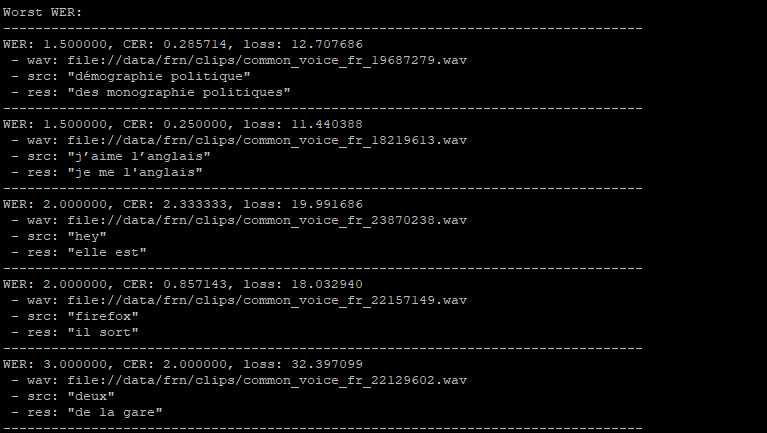 Worst WER:
--------------------------------------------------------------------------------
WER: 1.500000, CER: 0.285714, loss: 12.707686
 - wav: file://data/frn/clips/common_voice_fr_19687279.wav
 - src: "démographie politique"
 - res: "des monographie politiques"
--------------------------------------------------------------------------------
WER: 1.500000, CER: 0.250000, loss: 11.440388
 - wav: file://data/frn/clips/common_voice_fr_18219613.wav
 - src: "j’aime l’anglais"
 - res: "je me l'anglais"
--------------------------------------------------------------------------------
WER: 2.000000, CER: 2.333333, loss: 19.991686
 - wav: file://data/frn/clips/common_voice_fr_23870238.wav
 - src: "hey"
 - res: "elle est"
--------------------------------------------------------------------------------
WER: 2.000000, CER: 0.857143, loss: 18.032940
 - wav: file://data/frn/clips/common_voice_fr_22157149.wav
 - src: "firefox"
 - res: "il sort"
--------------------------------------------------------------------------------
WER: 3.000000, CER: 2.000000, loss: 32.397099
 - wav: file://data/frn/clips/common_voice_fr_22129602.wav
 - src: "deux"
 - res: "de la gare"
--------------------------------------------------------------------------------